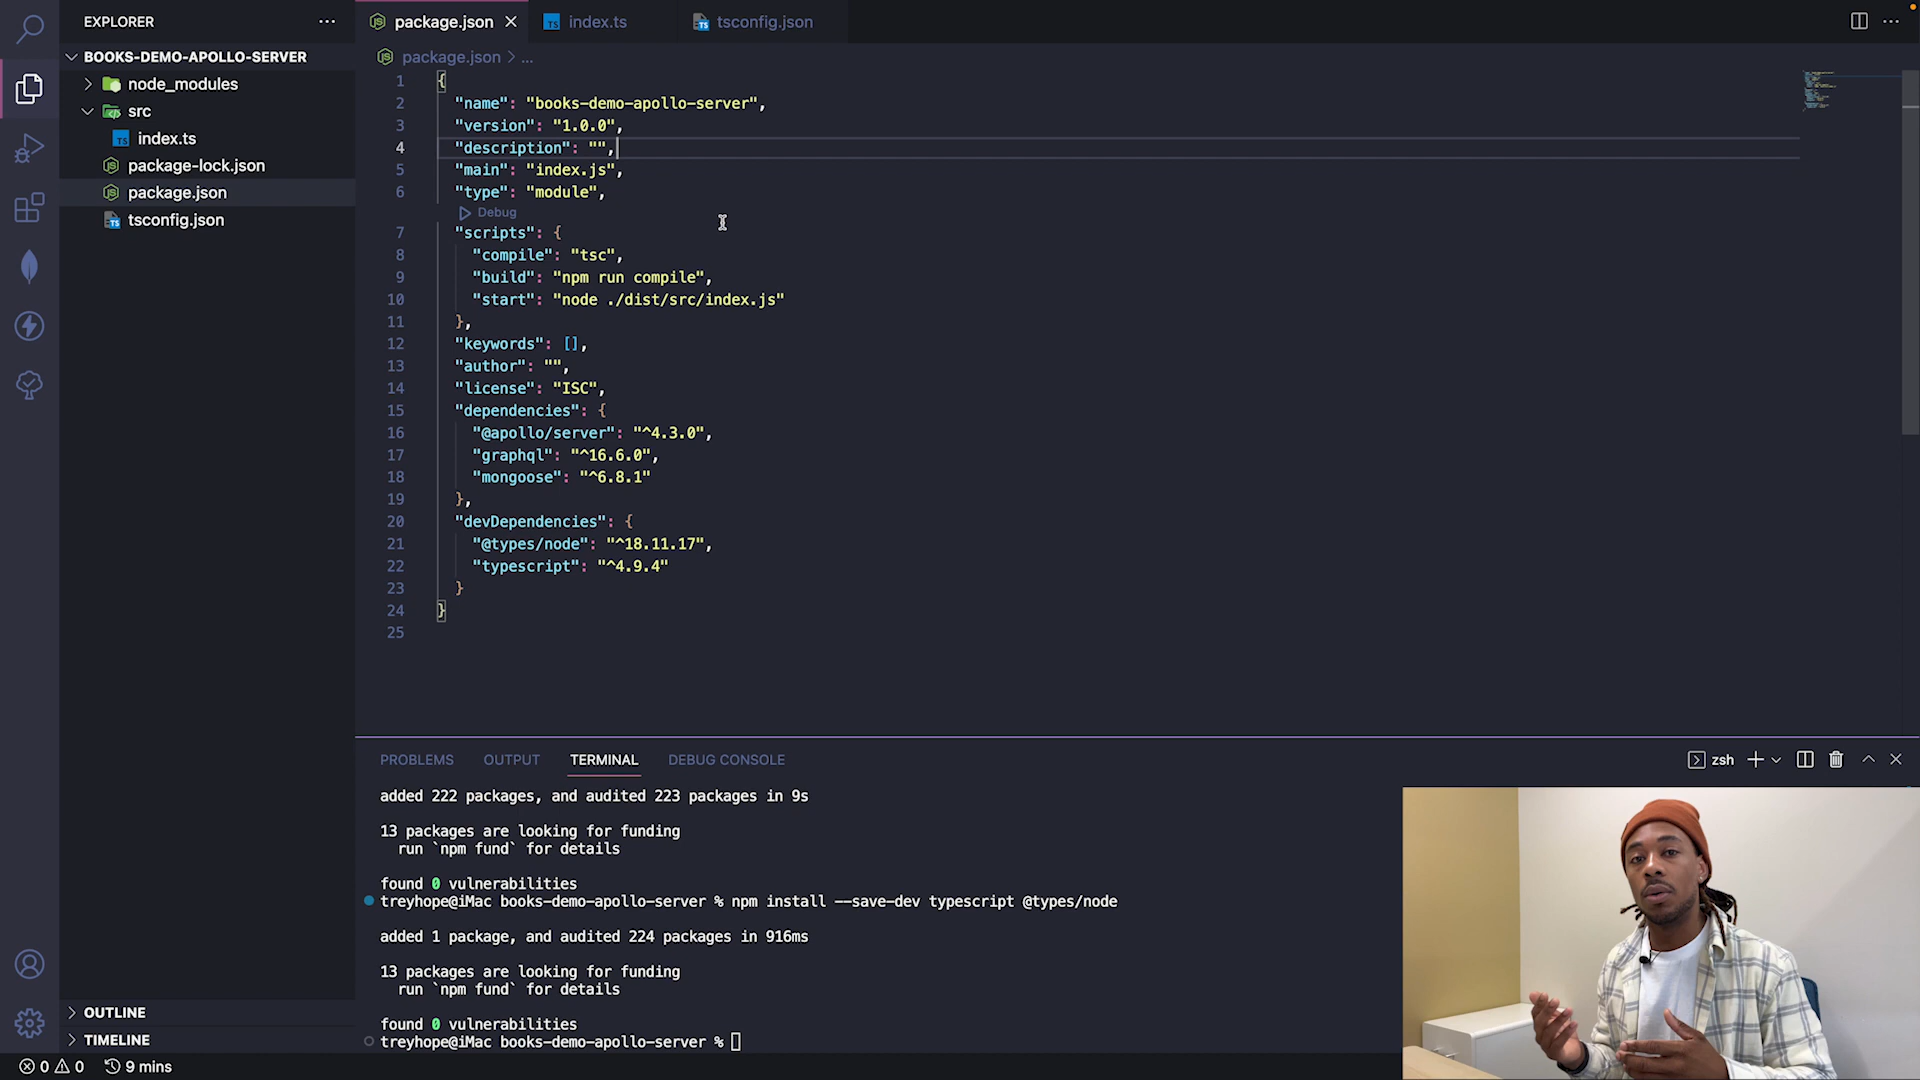 EXPLORER
BOOKS-DEMO-APOLLO-SERVER
node_modules
src
TS index.ts
package-lock.json
package.json
tsconfig.json
OUTLINE
TIMELINE
package.json
TS index.ts
TS tsconfig.json
package.json > ...
1 {
2 "name": "books-demo-apollo-server",
3 "version": "1.0.0",
4 "description": "",
5 "main": "index.js",
6 "type": "module",
Debug
7 "scripts": {
8 "compile": "tsc",
9 "build": "npm run compile",
10 "start": "node ./dist/src/index.js"
11 },
12 "keywords": [],
13 "author": "",
14 "license": "ISC",
15 "dependencies": {
16 "@apollo/server": "^4.3.0",
17 "graphql": "^16.6.0",
18 "mongoose": "^6.8.1"
19 },
20 "devDependencies": {
21 "@types/node": "^18.11.17",
22 "typescript": "^4.9.4"
23 }
24 }
25
PROBLEMS OUTPUT TERMINAL DEBUG CONSOLE
zsh
added 222 packages, and audited 223 packages in 9s
13 packages are looking for funding
run `npm fund` for details
found 0 vulnerabilities
treyhope@iMac books-demo-apollo-server % npm install --save-dev typescript @types/node
added 1 package, and audited 224 packages in 916ms
13 packages are looking for funding
run `npm fund` for details
found 0 vulnerabilities
treyhope@iMac books-demo-apollo-server %
0 0 9 mins